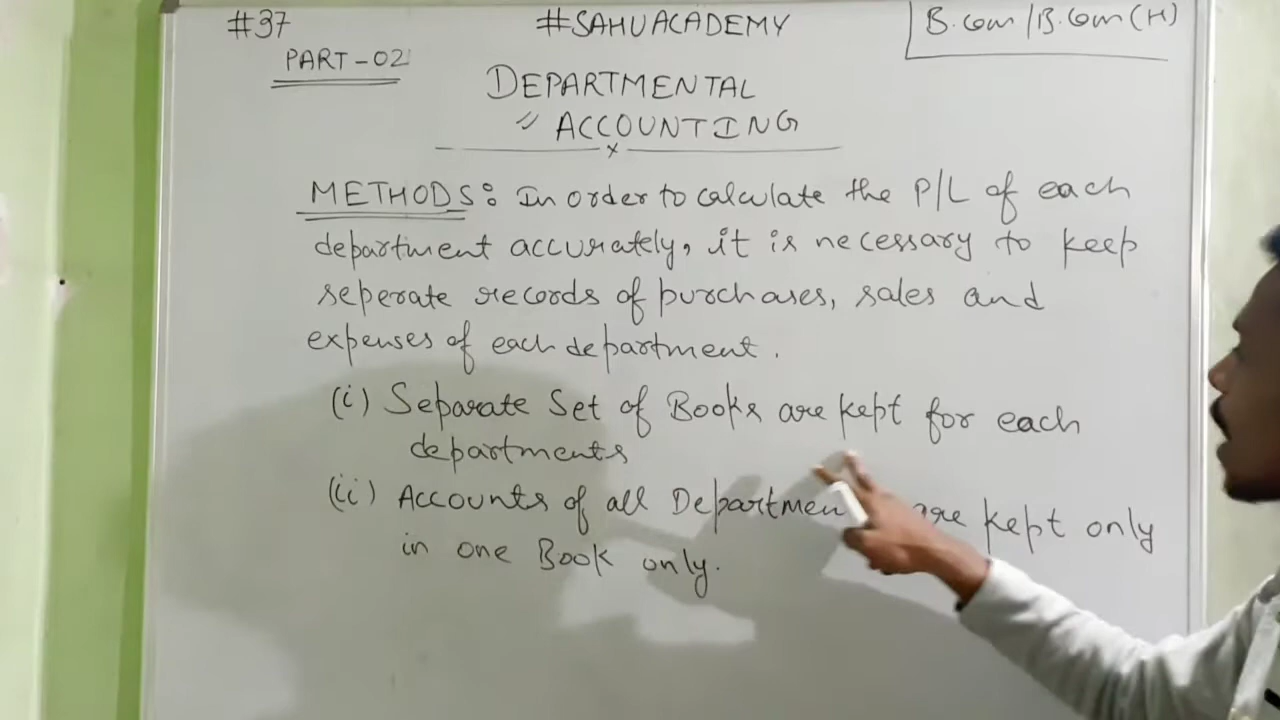 #37
PART-02
#SAHUACADEMY
B.Com/B.Com(H)
DEPARTMENTAL
ACCOUNTING
METHODS: In order to calculate the P/L of each
department accurately, it is necessary to keep
seperate records of purchases, sales and
expenses of each department.
(i) Separate Set of Books are kept for each
departments
(ii) Accounts of all Departmen are kept only
in one Book only.